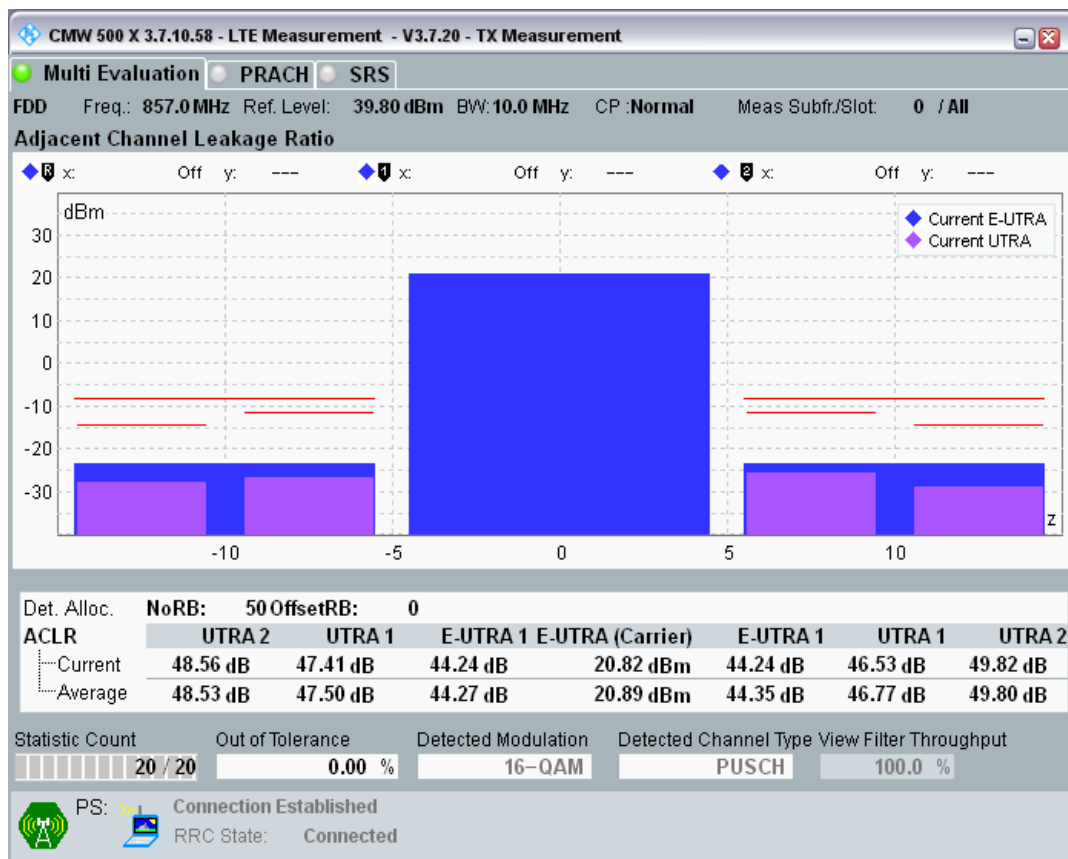 CMW 500 X 3.7.10.58 - LTE Measurement - V3.7.20 - TX Measurement
Multi Evaluation PRACH SRS
FDD Freq.: 857.0 MHz Ref. Level: 39.80 dBm BW: 10.0 MHz CP :Normal Meas Subfr./Slot: 0 / All
Adjacent Channel Leakage Ratio
R x: Off y: --- 1 x: Off y: --- 2 x: Off y: ---
dBm
Current E-UTRA
Current UTRA
30
20
10
0
-10
-20
-30
z
-10 -5 0 5 10
Det. Alloc. NoRB: 50 OffsetRB: 0
ACLR UTRA 2 UTRA 1 E-UTRA 1 E-UTRA (Carrier) E-UTRA 1 UTRA 1 UTRA 2
Current 48.56 dB 47.41 dB 44.24 dB 20.82 dBm 44.24 dB 46.53 dB 49.82 dB
Average 48.53 dB 47.50 dB 44.27 dB 20.89 dBm 44.35 dB 46.77 dB 49.80 dB
Statistic Count Out of Tolerance Detected Modulation Detected Channel Type View Filter Throughput
20 / 20 0.00 % 16-QAM PUSCH 100.0 %
PS: Connection Established
RRC State: Connected